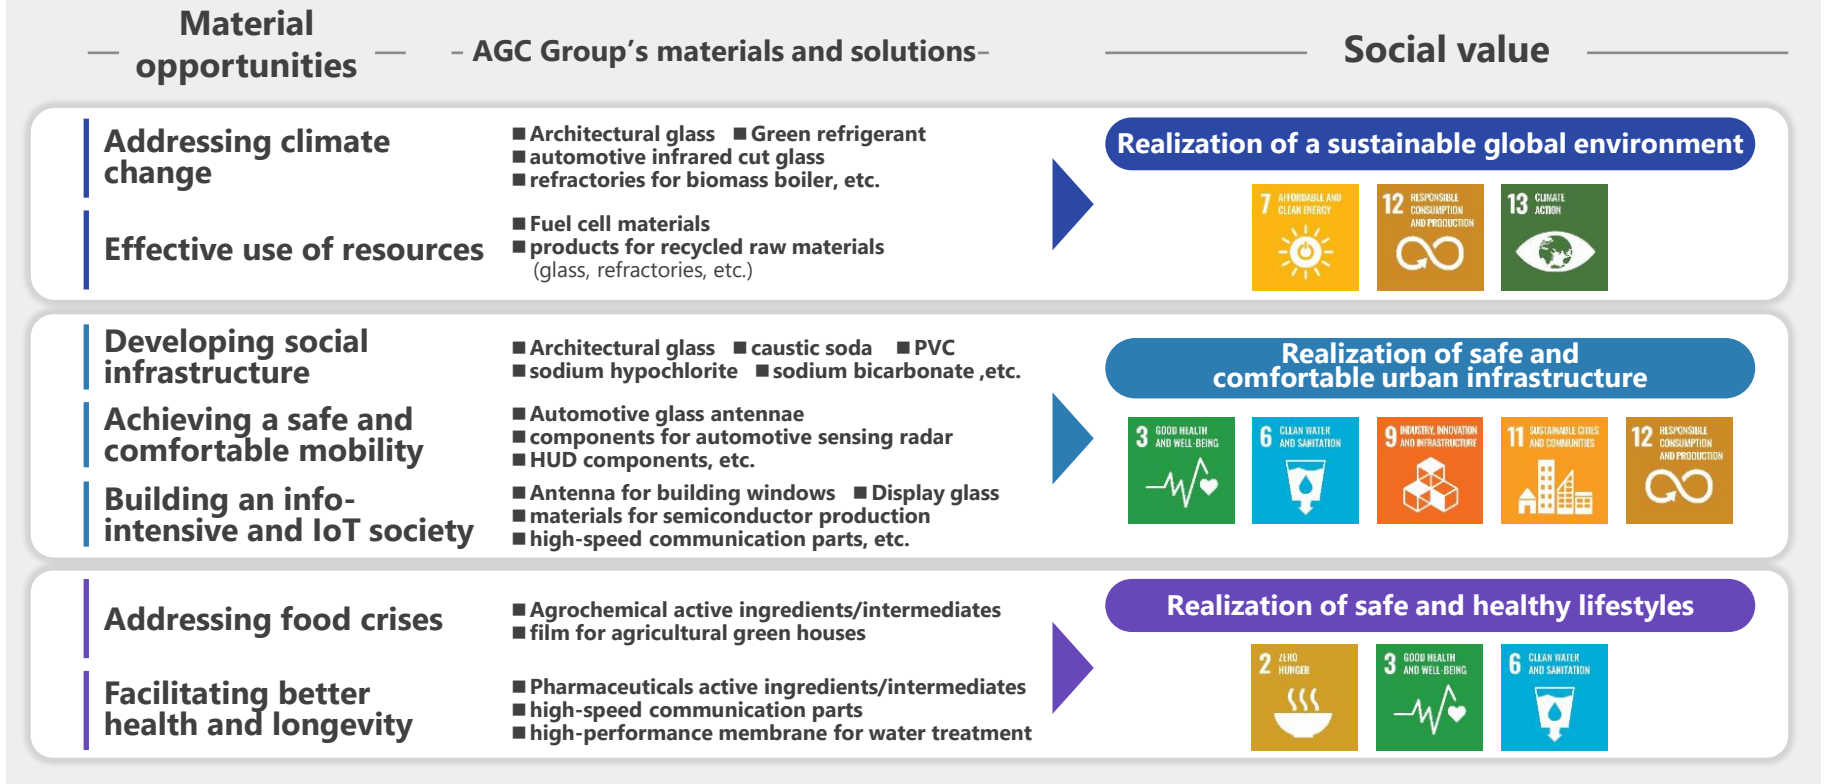 Material
opportunities
AGC Group’s materials and solutions
Social value
Addressing climate
change
■ Architectural glass ■ Green refrigerant
■ automotive infrared cut glass
■ refractories for biomass boiler, etc.
Effective use of resources
■ Fuel cell materials
■ products for recycled raw materials
(glass, refractories, etc.)
Realization of a sustainable global environment
7 AFFORDABLE AND
CLEAN ENERGY
12 RESPONSIBLE
CONSUMPTION
AND PRODUCTION
13 CLIMATE
ACTION
Developing social
infrastructure
■ Architectural glass ■ caustic soda ■ PVC
■ sodium hypochlorite ■ sodium bicarbonate ,etc.
Achieving a safe and
comfortable mobility
■ Automotive glass antennae
■ components for automotive sensing radar
■ HUD components, etc.
Building an info-
intensive and IoT society
■ Antenna for building windows ■ Display glass
■ materials for semiconductor production
■ high-speed communication parts, etc.
Realization of safe and
comfortable urban infrastructure
3 GOOD HEALTH
AND WELL-BEING
6 CLEAN WATER
AND SANITATION
9 INDUSTRY, INNOVATION
AND INFRASTRUCTURE
11 SUSTAINABLE CITIES
AND COMMUNITIES
12 RESPONSIBLE
CONSUMPTION
AND PRODUCTION
Addressing food crises
■ Agrochemical active ingredients/intermediates
■ film for agricultural green houses
Facilitating better
health and longevity
■ Pharmaceuticals active ingredients/intermediates
■ high-speed communication parts
■ high-performance membrane for water treatment
Realization of safe and healthy lifestyles
2 ZERO
HUNGER
3 GOOD HEALTH
AND WELL-BEING
6 CLEAN WATER
AND SANITATION